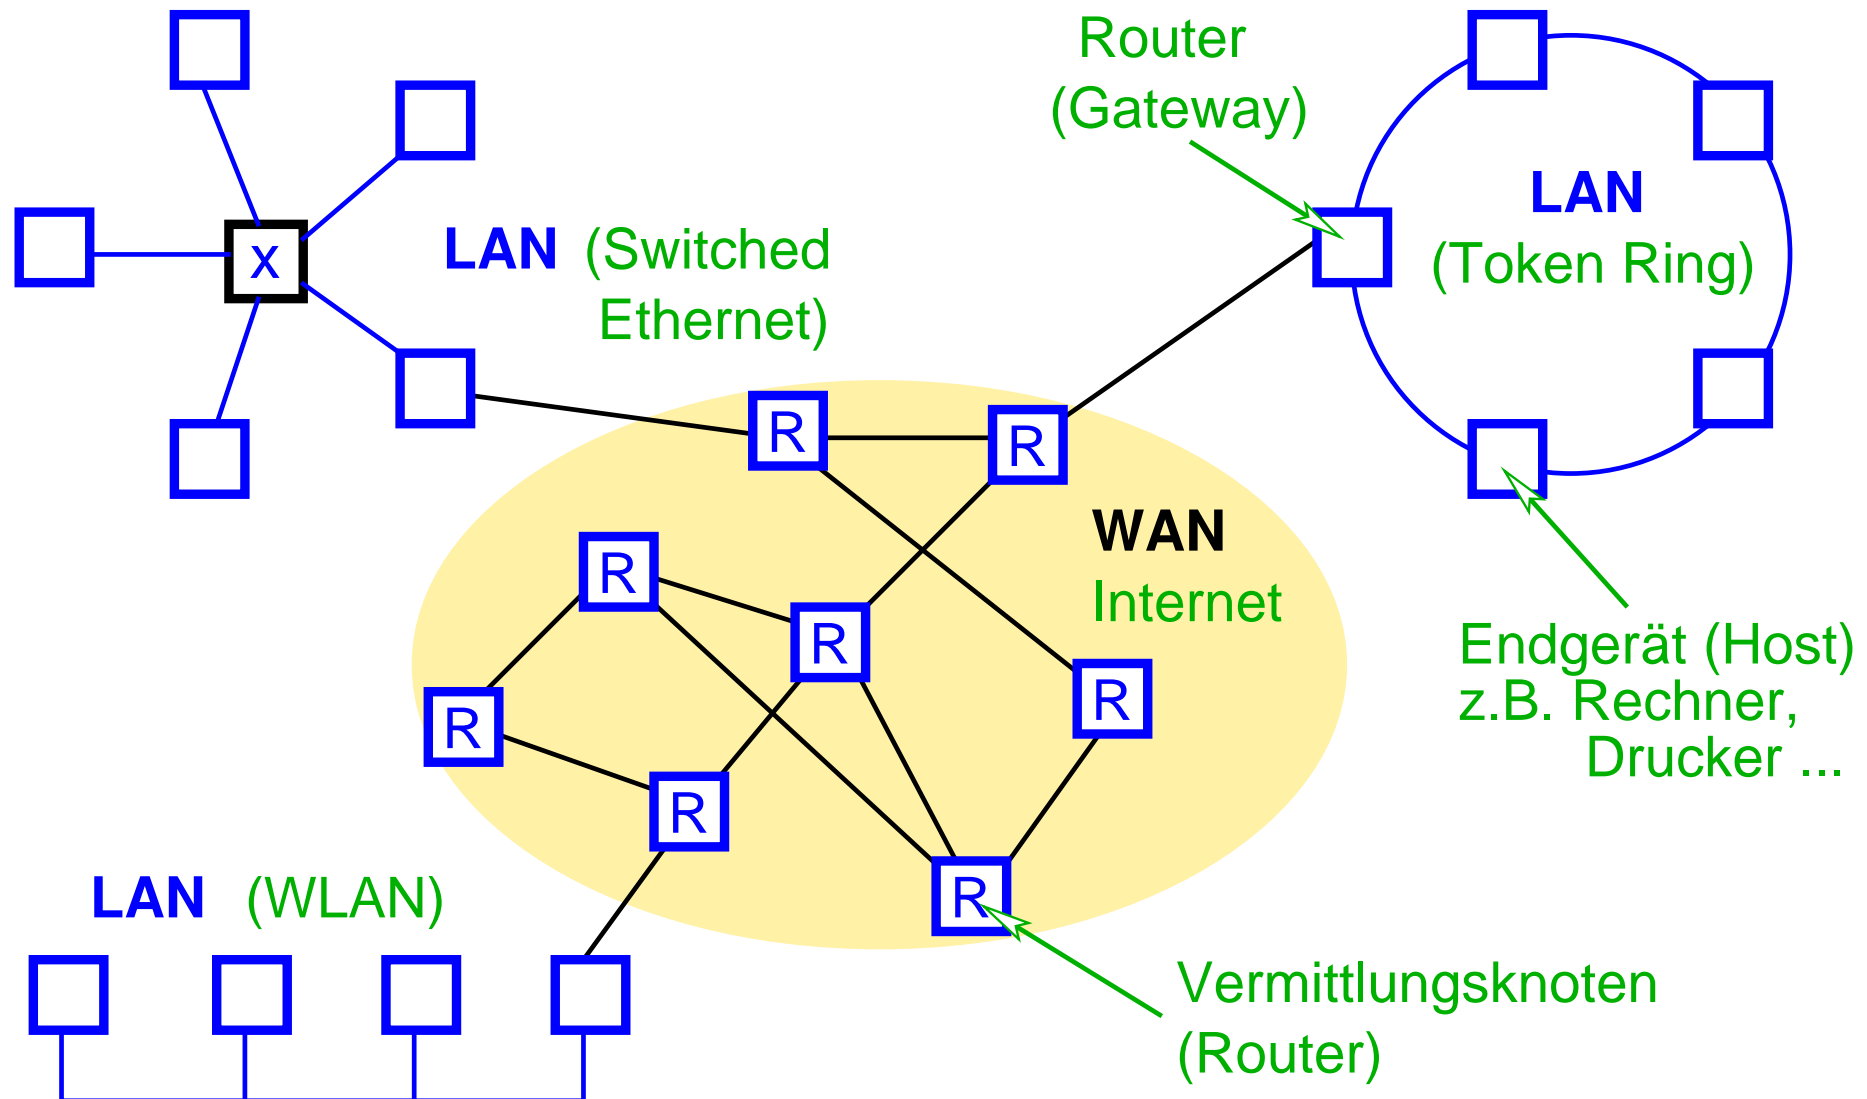 Router
(Gateway)
LAN
(Token Ring)
x
LAN (Switched
Ethernet)
R
R
WAN
Internet
R
R
R
R
R
R
Endgerät (Host)
z.B. Rechner,
Drucker ...
LAN (WLAN)
Vermittlungsknoten
(Router)